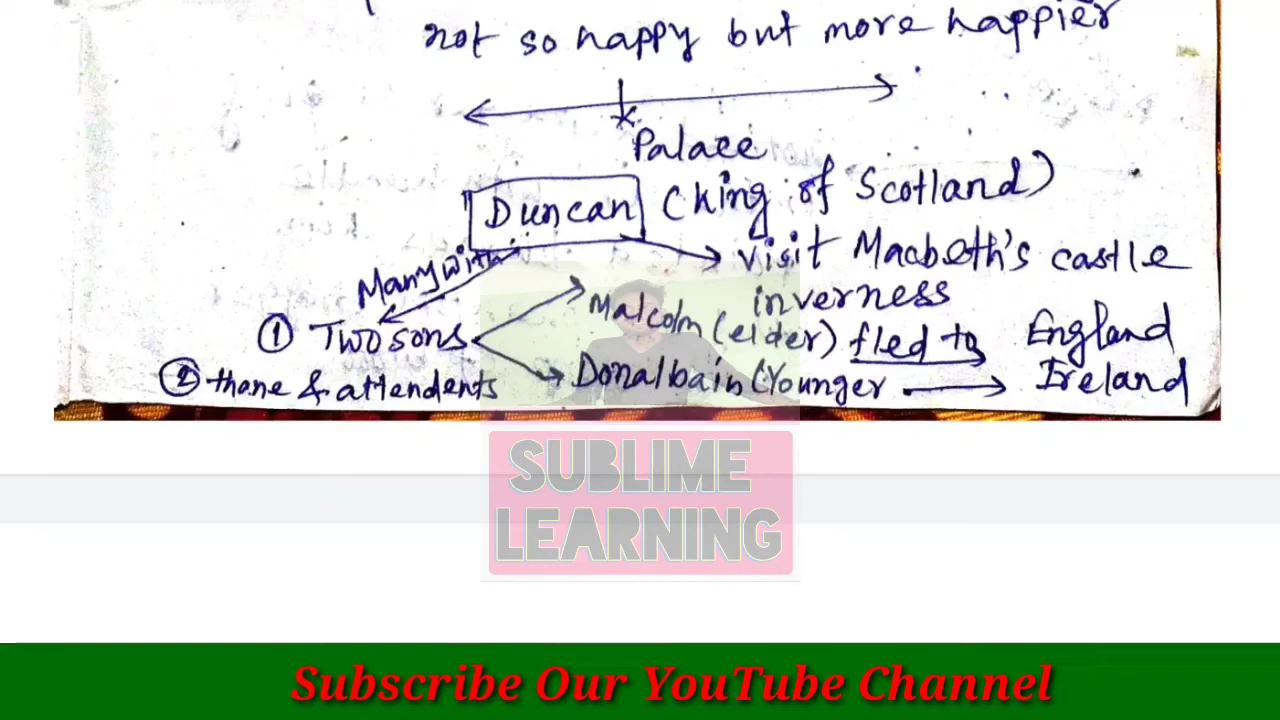 not so happy but more happier
Palace
Duncan (King of Scotland)
visit Macbeth's castle
Many with
inverness
① Two sons
Malcolm (elder) fled to England
② thane & attendents
Donalbain (Younger Ireland
SUBLIME
LEARNING
Subscribe Our YouTube Channel